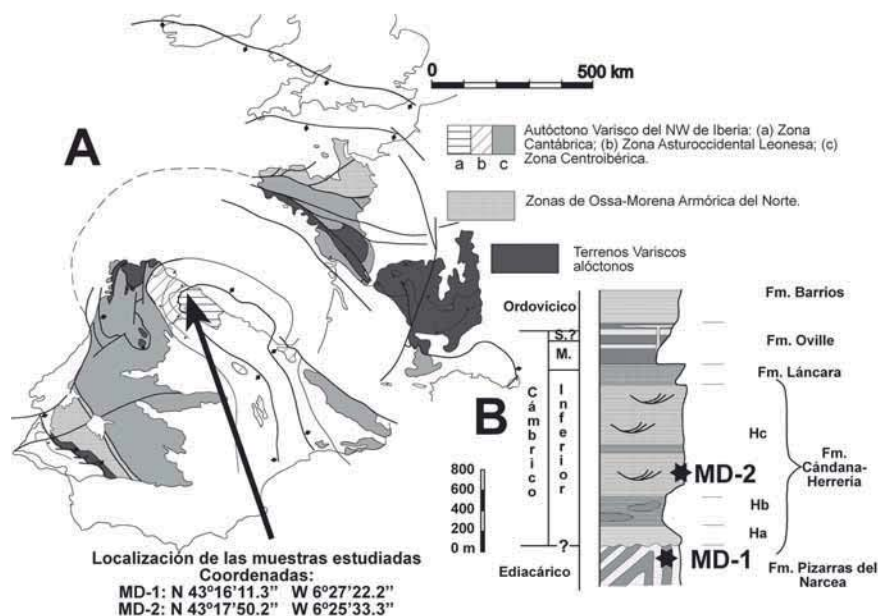 A
0
500 km
Autóctono Varisco del NW de Iberia: (a) Zona
Cantábrica; (b) Zona Asturoccidental Leonesa; (c)
Zona Centroibérica.
a b c
Zonas de Ossa-Morena Armórica del Norte.
Terrenos Variscos
alóctonos
B
Ordovicico
Fm. Barrios
S.?
Fm. Oville
M.
Fm. Láncara
Cámbrico
Inferior
Hc
Fm.
Cándana-
Herrería
MD-2
800
600
400
200
0 m
Hb
Ha
?
MD-1
Ediacárico
Fm. Pizarras del
Narcea
Localización de las muestras estudiadas
Coordenadas:
MD-1: N 43º16'11.3" W 6º27'22.2"
MD-2: N 43º17'50.2" W 6º25'33.3"